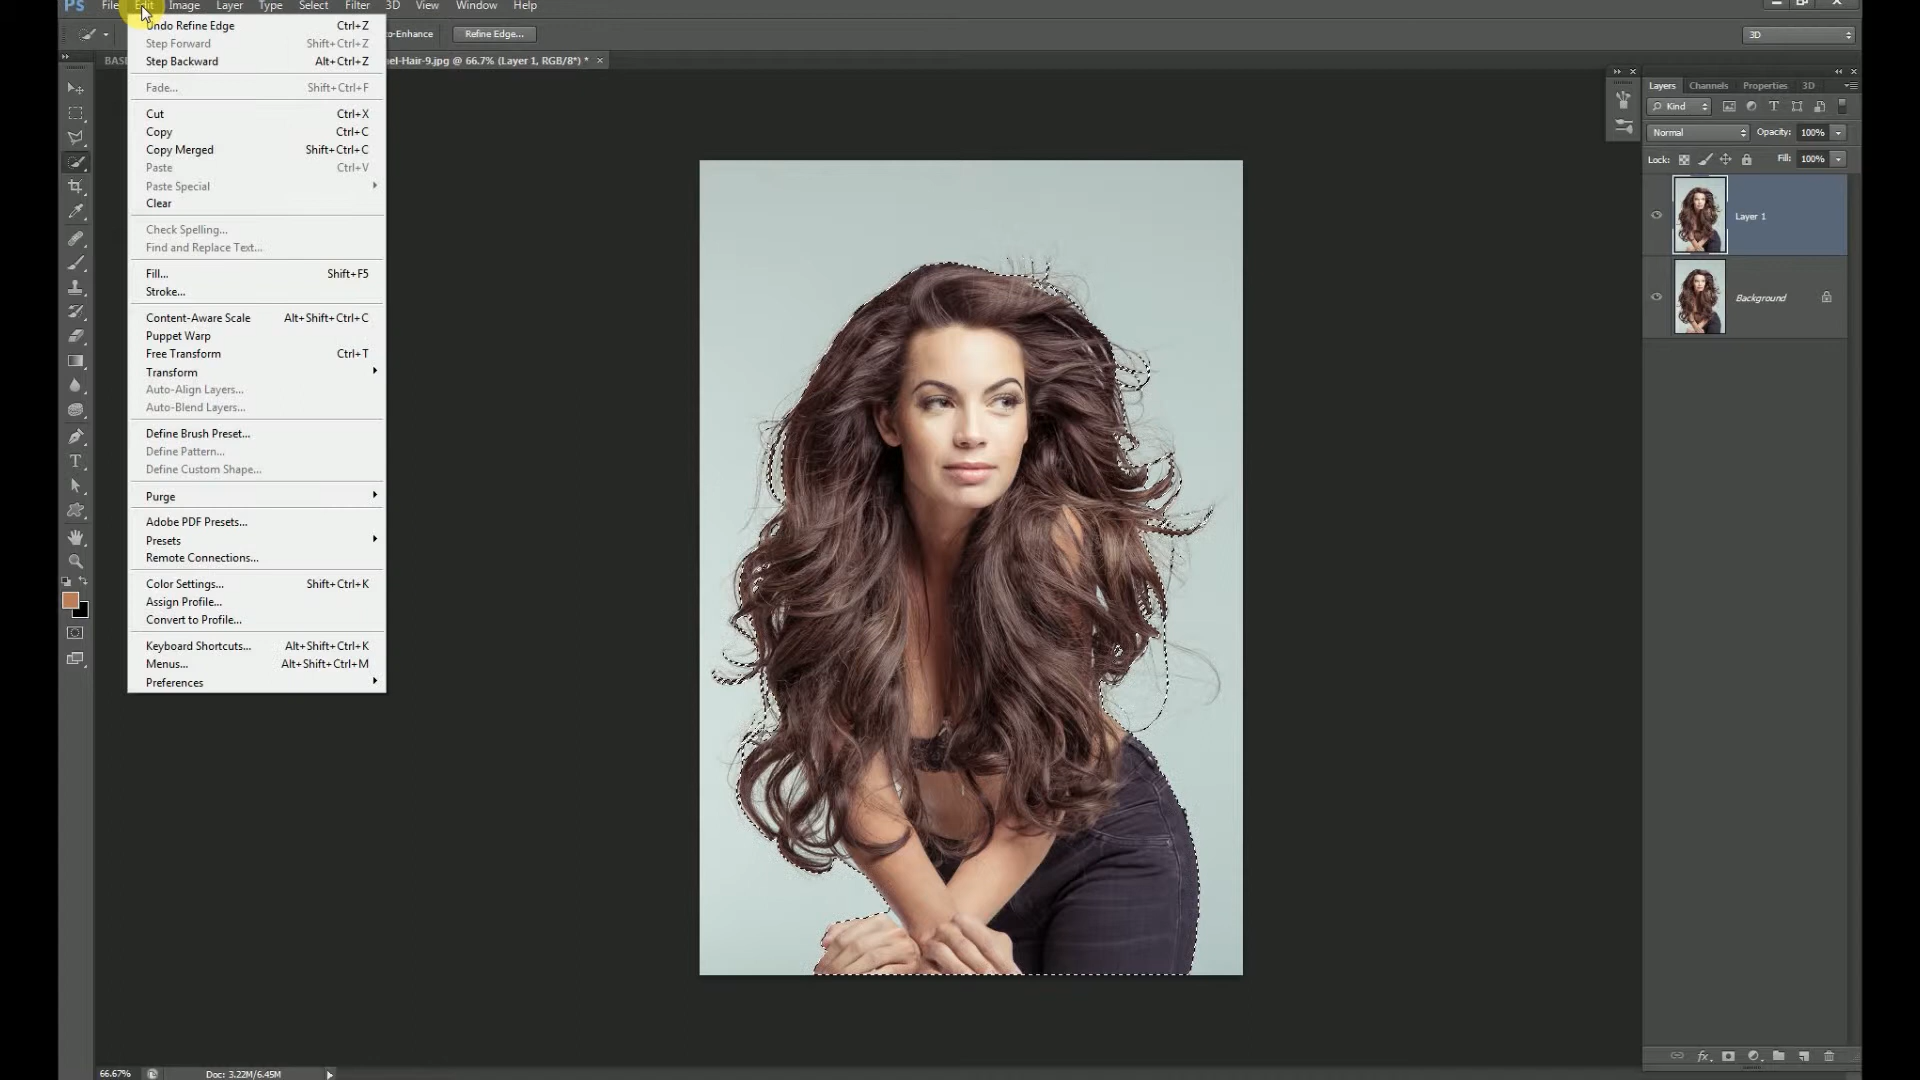 Ps File Edit Image Layer Type Select Filter 3D View Window Help
o-Enhance Refine Edge... 3D
BASE
el-Hair-9.jpg @ 66.7% (Layer 1, RGB/8*) * ×
Undo Refine Edge Ctrl+Z
Step Forward Shift+Ctrl+Z
Step Backward Alt+Ctrl+Z
Fade... Shift+Ctrl+F
Cut Ctrl+X
Copy Ctrl+C
Copy Merged Shift+Ctrl+C
Paste Ctrl+V
Paste Special
Clear
Check Spelling...
Find and Replace Text...
Fill... Shift+F5
Stroke...
Content-Aware Scale Alt+Shift+Ctrl+C
Puppet Warp
Free Transform Ctrl+T
Transform
Auto-Align Layers...
Auto-Blend Layers...
Define Brush Preset...
Define Pattern...
Define Custom Shape...
Purge
Adobe PDF Presets...
Presets
Remote Connections...
Color Settings... Shift+Ctrl+K
Assign Profile...
Convert to Profile...
Keyboard Shortcuts... Alt+Shift+Ctrl+K
Menus... Alt+Shift+Ctrl+M
Preferences
Layers Channels Properties 3D
Kind
Normal Opacity: 100%
Lock: Fill: 100%
Layer 1
Background
fx
66.67% Doc: 3.22M/6.45M